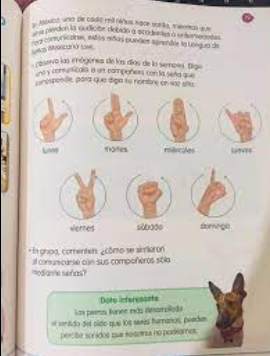 En México, uno de cada mil niños nace sordo, mientras que
otros pierden la audición debido a accidentes o enfermedades.
Para comunicarse, estos niños pueden aprender la Lengua de
Señas Mexicana
Observa las imágenes de los días de la semana. Elige
uno y comunícalo a un compañero con la seña que
corresponde, para que diga su nombre en voz alta.
lunes
martes
miércoles
jueves
viernes
sábado
domingo
• En grupo, comenten: ¿cómo se sintieron
al comunicarse con sus compañeros sólo
mediante señas?
Dato interesante
Los perros tienen más desarrollado
el sentido del oído que los seres humanos, pueden
percibir sonidos que nosotros no podríamos.